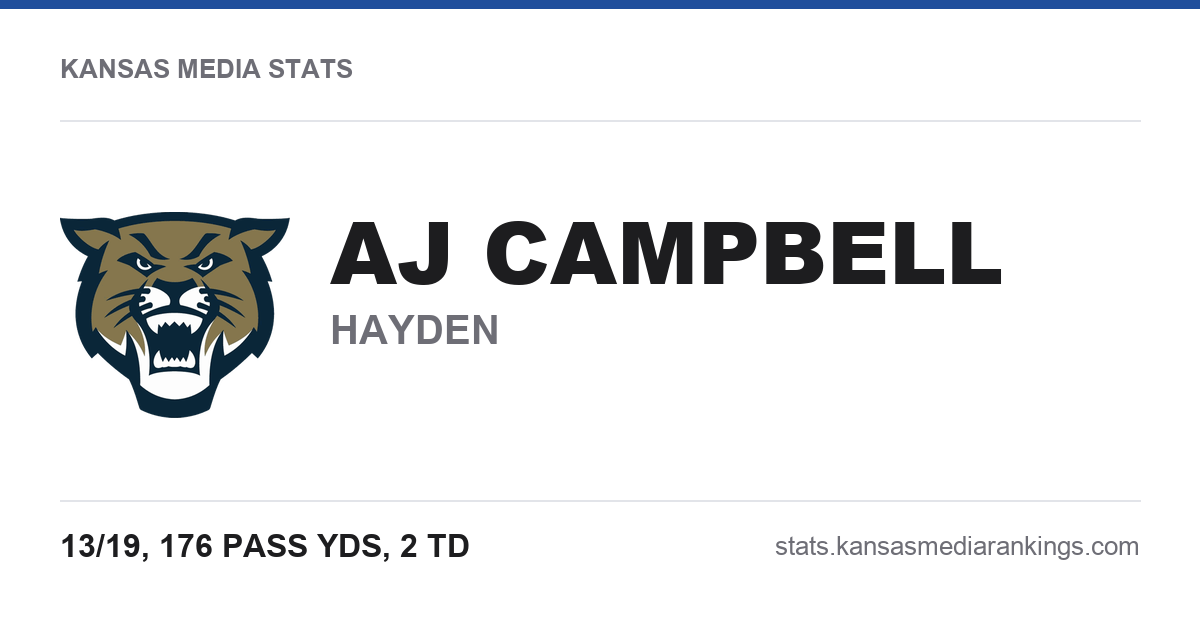 KANSAS MEDIA STATS
AJ CAMPBELL
HAYDEN
13/19, 176 PASS YDS, 2 TD
stats.kansasmediarankings.com